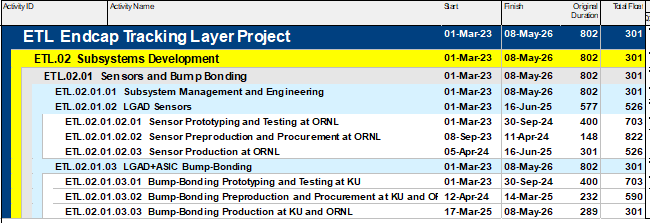 Activity ID Activity Name Start Finish Original Duration Total Float
ETL Endcap Tracking Layer Project 01-Mar-23 08-May-26 802 301
ETL.02 Subsystems Development 01-Mar-23 08-May-26 802 301
ETL.02.01 Sensors and Bump Bonding 01-Mar-23 08-May-26 802 301
ETL.02.01.01 Subsystem Management and Engineering 01-Mar-23 08-May-26 802 301
ETL.02.01.02 LGAD Sensors 01-Mar-23 16-Jun-25 577 526
ETL.02.01.02.01 Sensor Prototyping and Testing at ORNL 01-Mar-23 30-Sep-24 400 703
ETL.02.01.02.02 Sensor Preproduction and Procurement at ORNL 08-Sep-23 11-Apr-24 148 822
ETL.02.01.02.03 Sensor Production at ORNL 05-Apr-24 16-Jun-25 301 526
ETL.02.01.03 LGAD+ASIC Bump-Bonding 01-Mar-23 08-May-26 802 301
ETL.02.01.03.01 Bump-Bonding Prototyping and Testing at KU 01-Mar-23 30-Sep-24 400 703
ETL.02.01.03.02 Bump-Bonding Preproduction and Procurement at KU and 12-Apr-24 14-Mar-25 232 590
ETL.02.01.03.03 Bump-Bonding Production at KU and ORNL 17-Mar-25 08-May-26 289 301